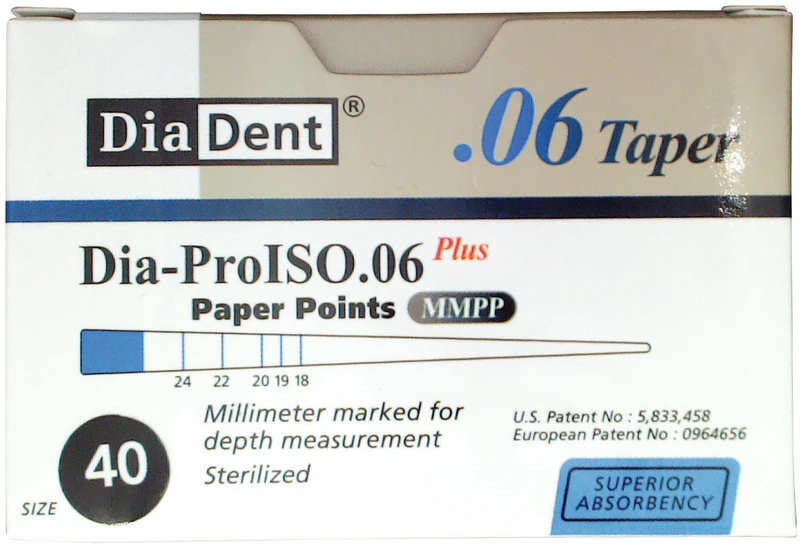 DiaDent®
.06 Taper
Dia-ProISO.06 Plus
Paper Points MMPP
24 22 20 19 18
Millimeter marked for
depth measurement
Sterilized
U.S. Patent No : 5,833,458
European Patent No : 0964656
SIZE 40
SUPERIOR
ABSORBENCY